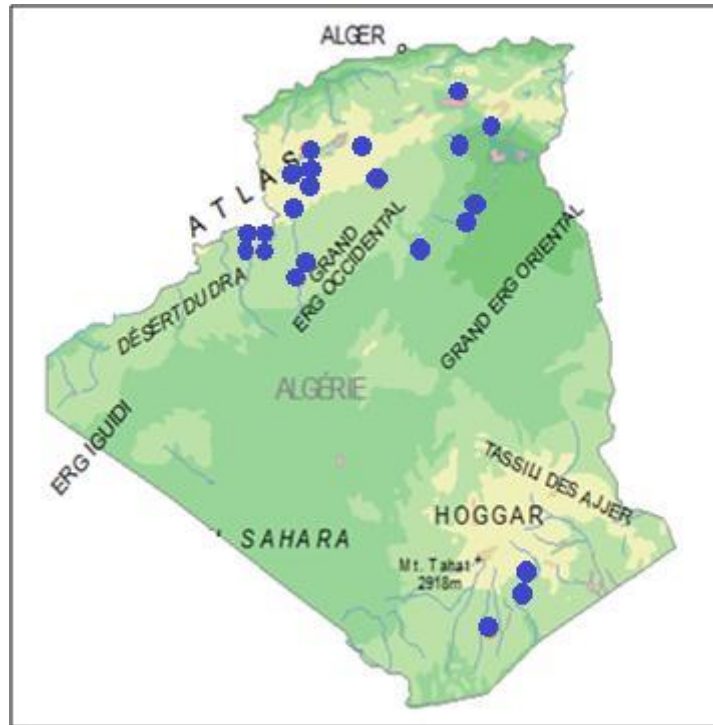 ALGER
ATLAS
GRAND
ERG OCCIDENTAL
DÉSERT DU DRA
GRAND ERG ORIENTAL
ALGÉRIE
ERG IGUIDI
TASSILI DES AJJER
HOGGAR
SAHARA
Mt. Tahat
2918m